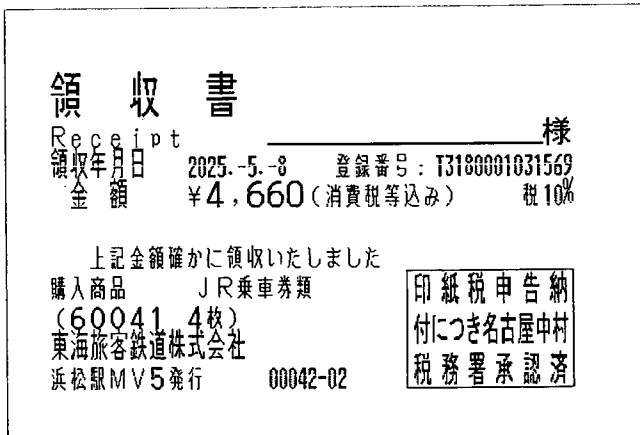 領収書
Receipt 様
領収年月日 2025.-5.-8 登録番号:T3180001031569
金額 ¥4,660(消費税等込み) 税10%
上記金額確かに領収いたしました
購入商品 JR乗車券類
(60041 4枚)
東海旅客鉄道株式会社
浜松駅MV5発行 00042-02
印紙税申告納
付につき名古屋中村
税務署承認済